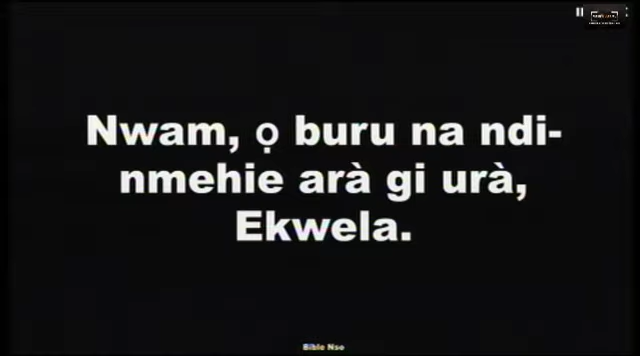 Nwam, ọ buru na ndi-
nmehie arà gi urà,
Ekwela.
Bible Nso